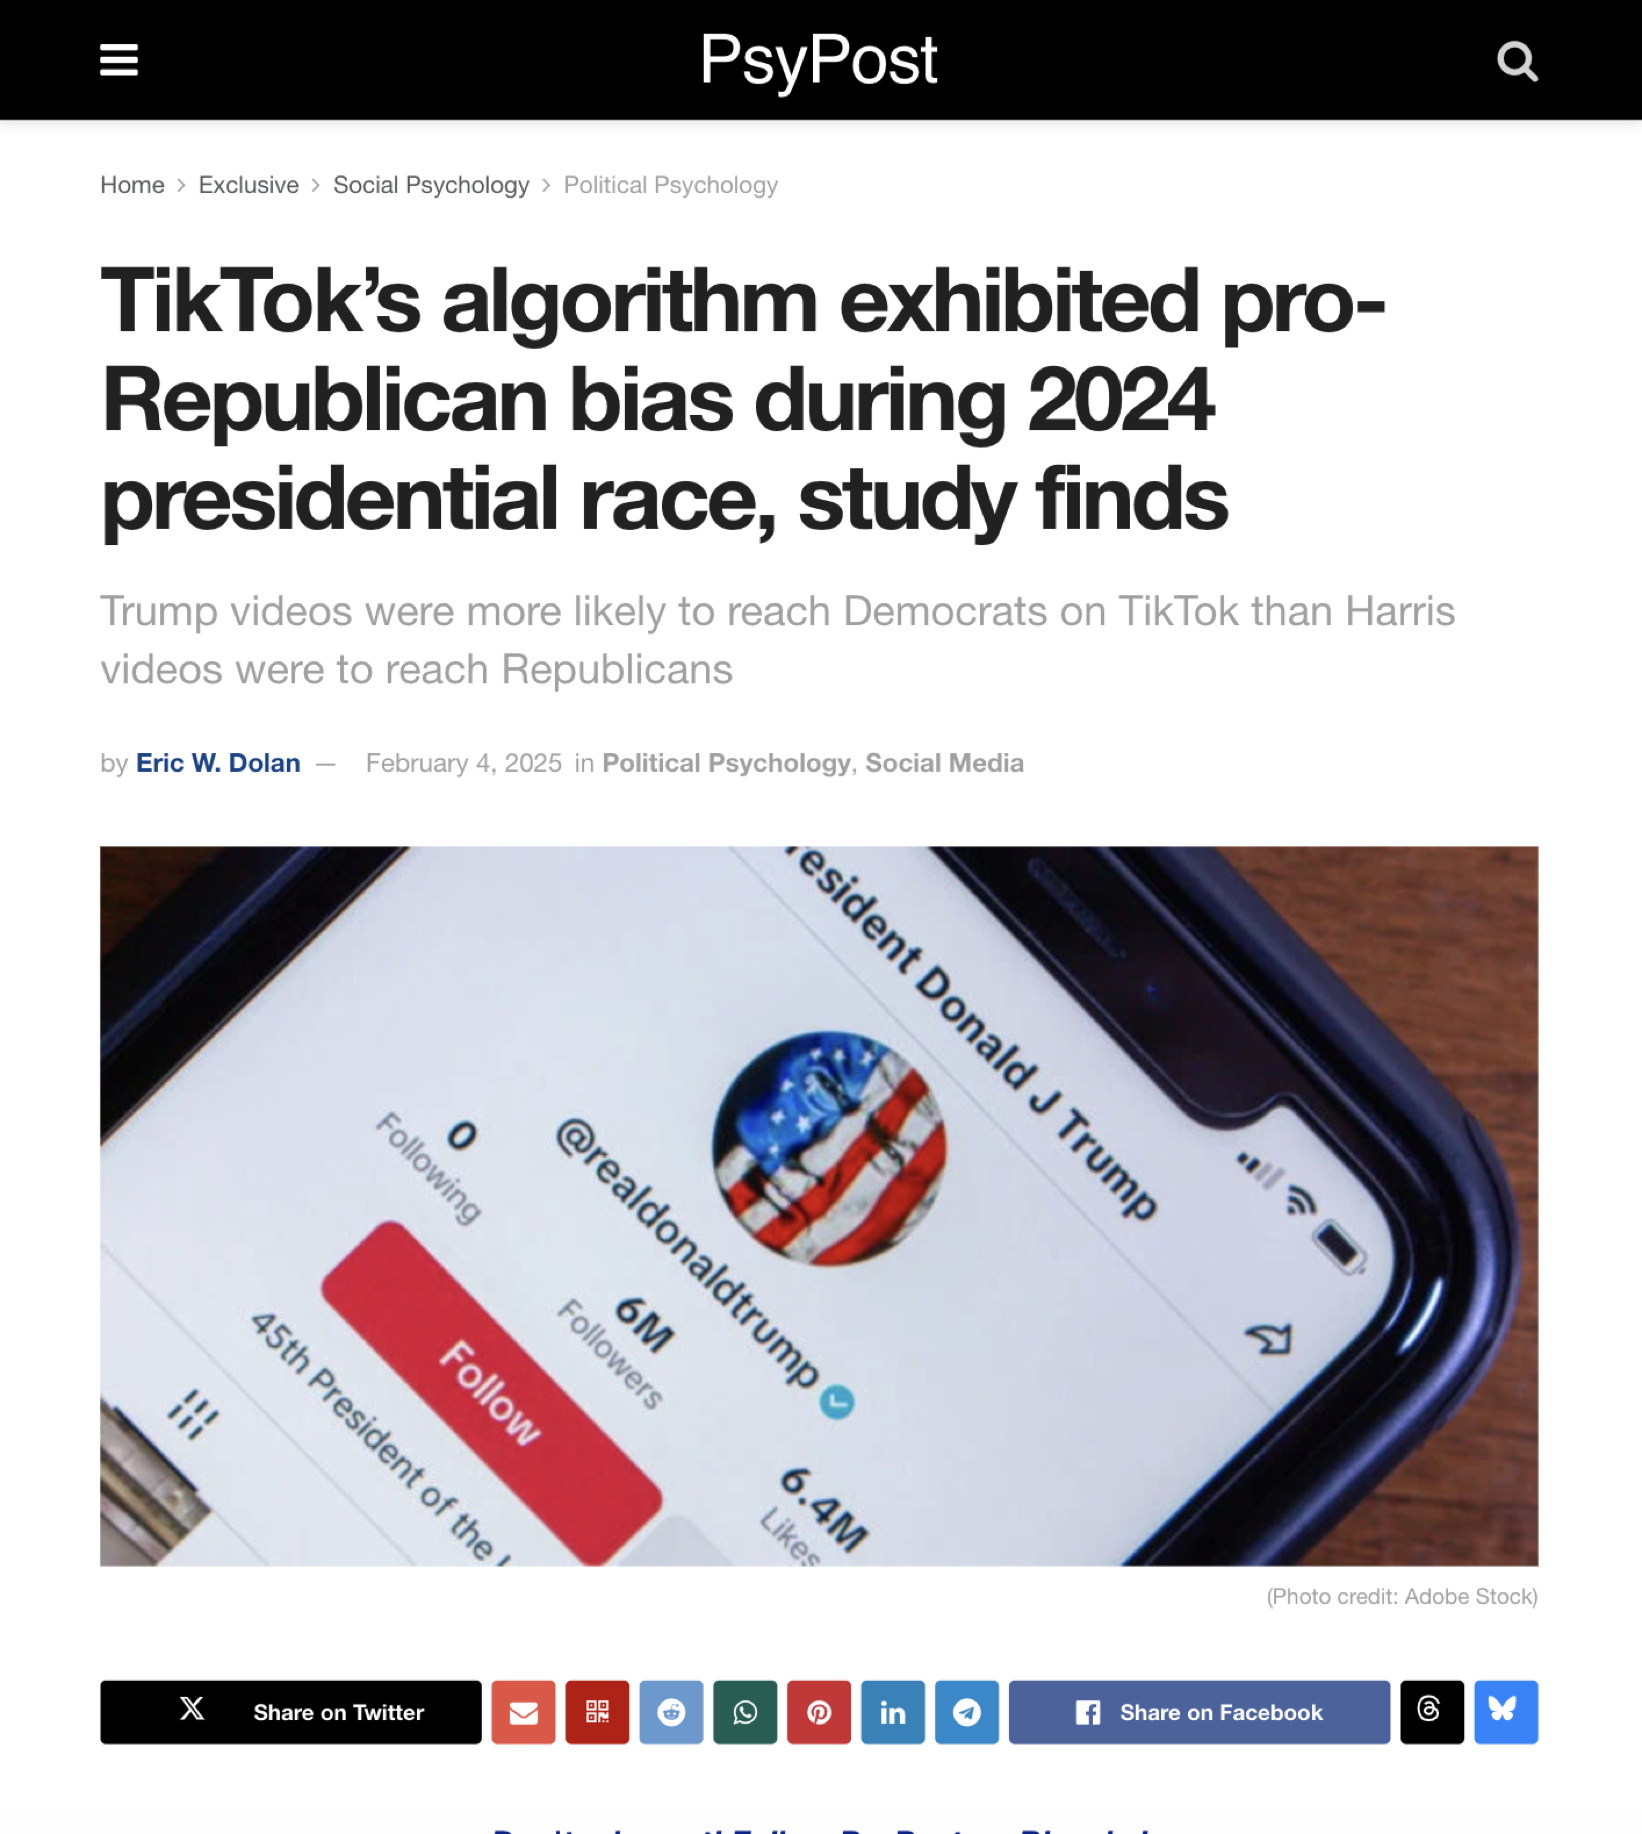 PsyPost
Home > Exclusive > Social Psychology > Political Psychology
TikTok’s algorithm exhibited pro-
Republican bias during 2024
presidential race, study finds
Trump videos were more likely to reach Democrats on TikTok than Harris
videos were to reach Republicans
by Eric W. Dolan — February 4, 2025 in Political Psychology, Social Media
resident Donald J Trump
@realdonaldtrump
0
Following
6M
Followers
6.4M
Likes
Follow
45th President of the
(Photo credit: Adobe Stock)
Share on Twitter
in
Share on Facebook